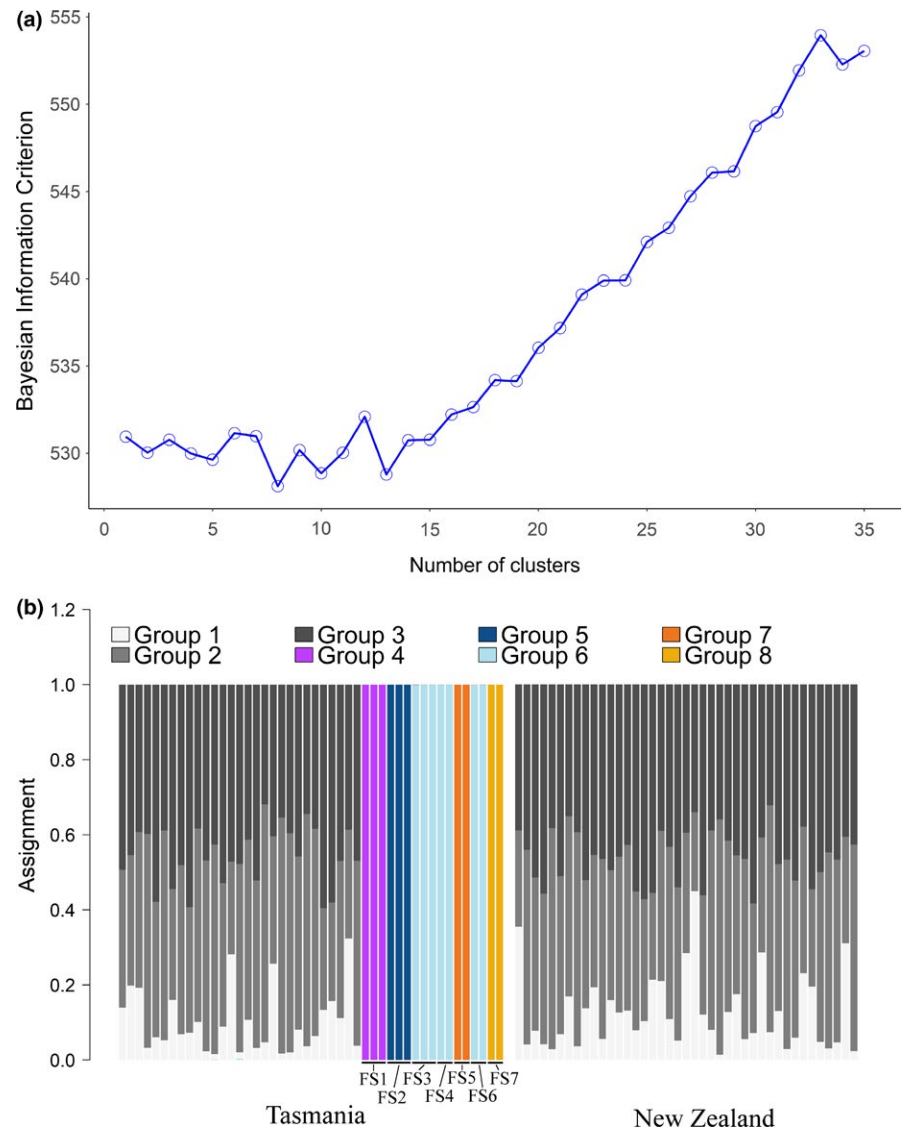 (a)
555
550
545
540
535
530
Bayesian Information Criterion
0 5 10 15 20 25 30 35
Number of clusters
(b)
1.2
Group 1 Group 3 Group 5 Group 7
Group 2 Group 4 Group 6 Group 8
1.0
0.8
0.6
0.4
0.2
0.0
Assignment
FS1 FS3 FS5 FS7
FS2 FS4 FS6
Tasmania New Zealand